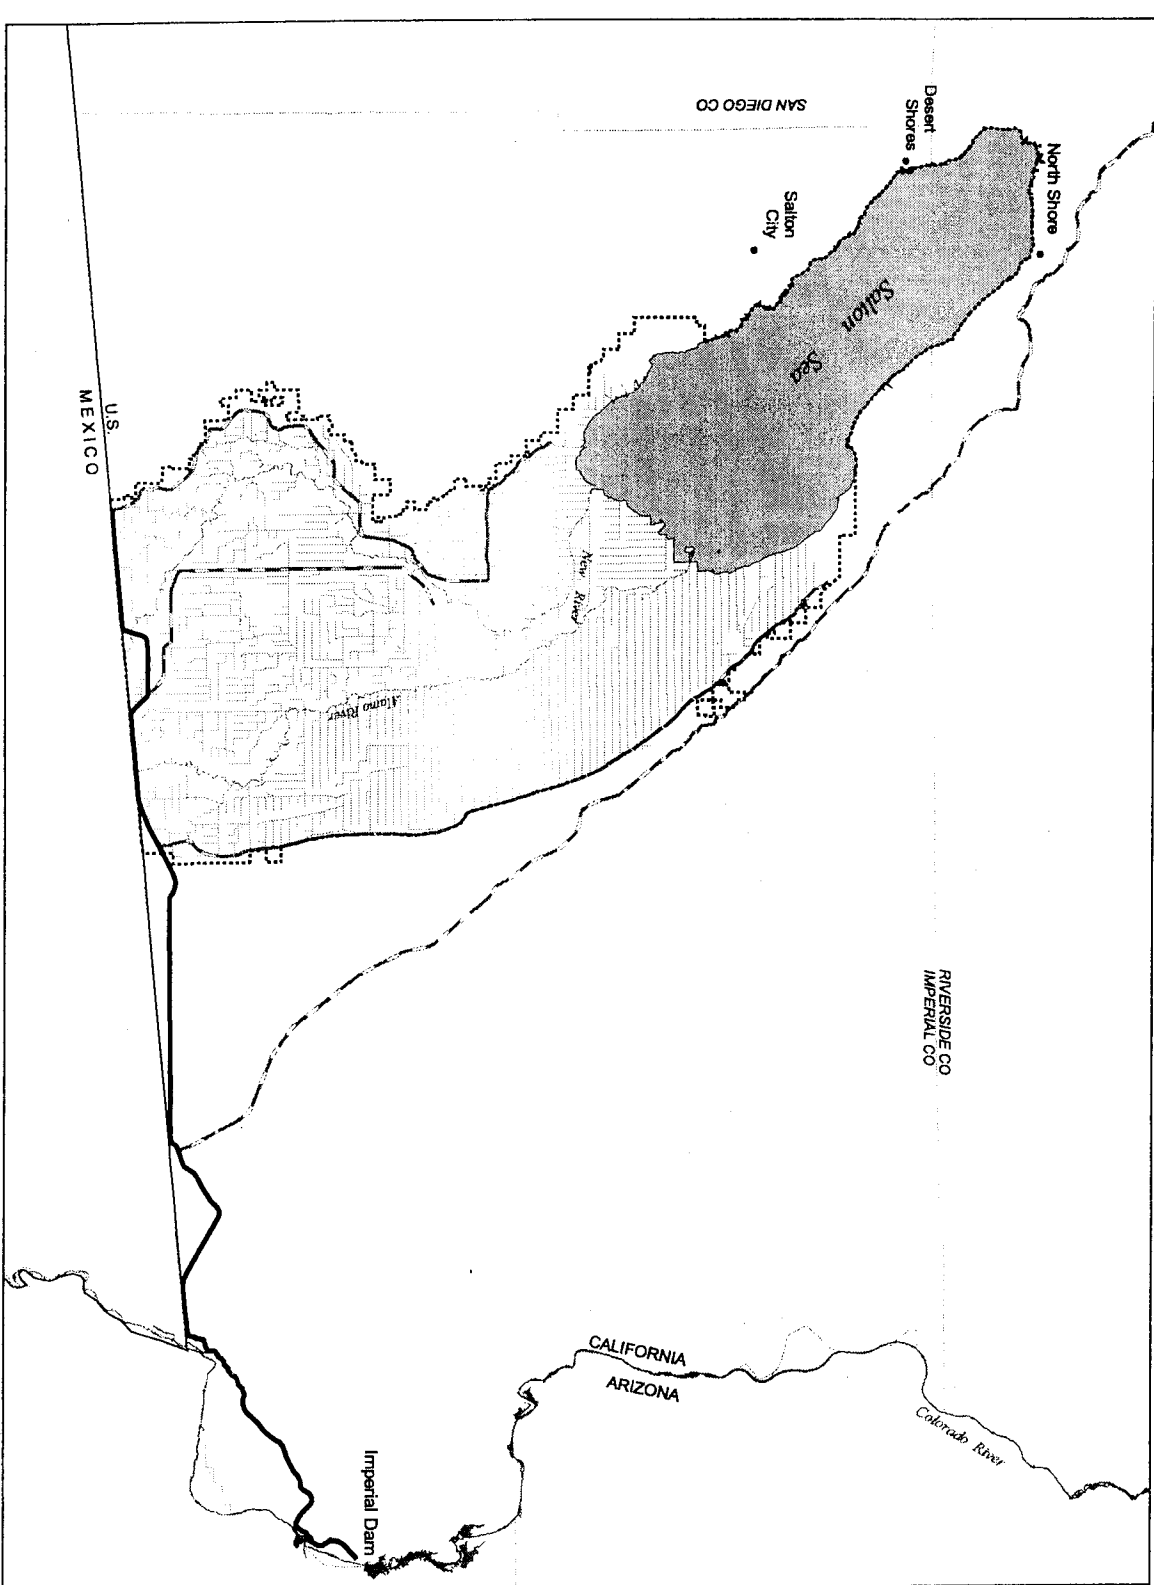 North Shore
Desert
Shores
Salton
City
SAN DIEGO CO
Salton
Sea
RIVERSIDE CO
IMPERIAL CO
New River
Alamo River
U.S.
MEXICO
CALIFORNIA
ARIZONA
Colorado River
Imperial Dam